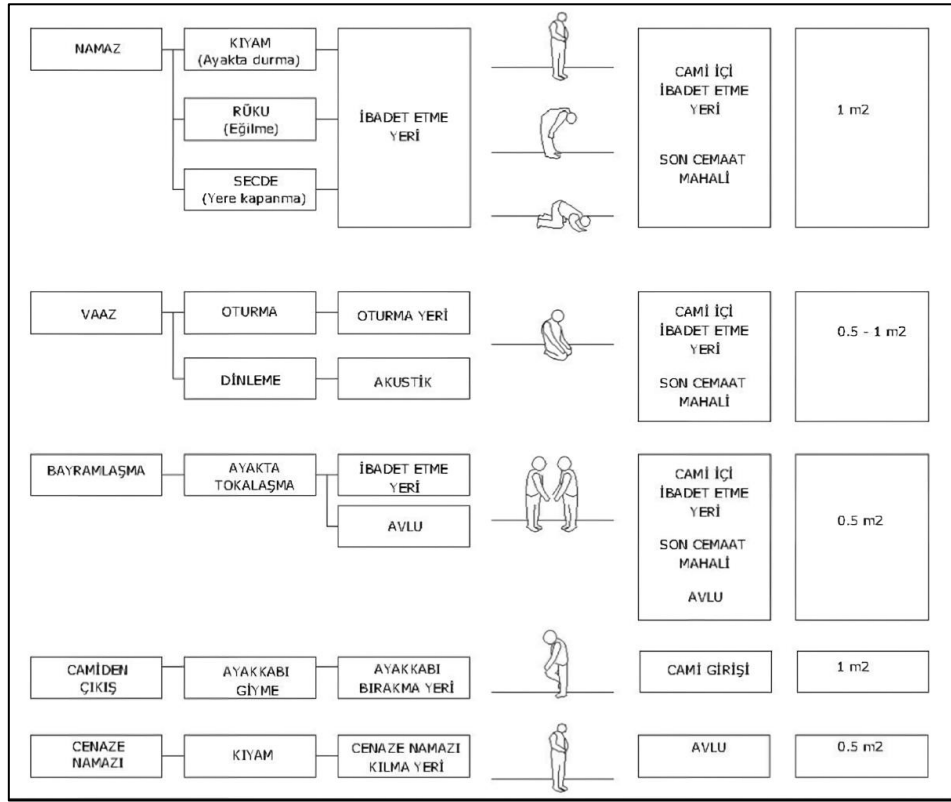 NAMAZ
KIYAM
(Ayakta durma)
RÜKU
(Eğilme)
SECDE
(Yere kapanma)
İBADET ETME
YERİ
CAMİ İÇİ
İBADET ETME
YERİ
SON CEMAAT
MAHALİ
1 m2
VAAZ
OTURMA
OTURMA YERİ
DİNLEME
AKUSTİK
CAMİ İÇİ
İBADET ETME
YERİ
SON CEMAAT
MAHALİ
0.5 - 1 m2
BAYRAMLAŞMA
AYAKTA
TOKALAŞMA
İBADET ETME
YERİ
AVLU
CAMİ İÇİ
İBADET ETME
YERİ
SON CEMAAT
MAHALİ
AVLU
0.5 m2
CAMİDEN
ÇIKIŞ
AYAKKABI
GİYME
AYAKKABI
BIRAKMA YERİ
CAMİ GİRİŞİ
1 m2
CENAZE
NAMAZI
KIYAM
CENAZE NAMAZI
KILMA YERİ
AVLU
0.5 m2